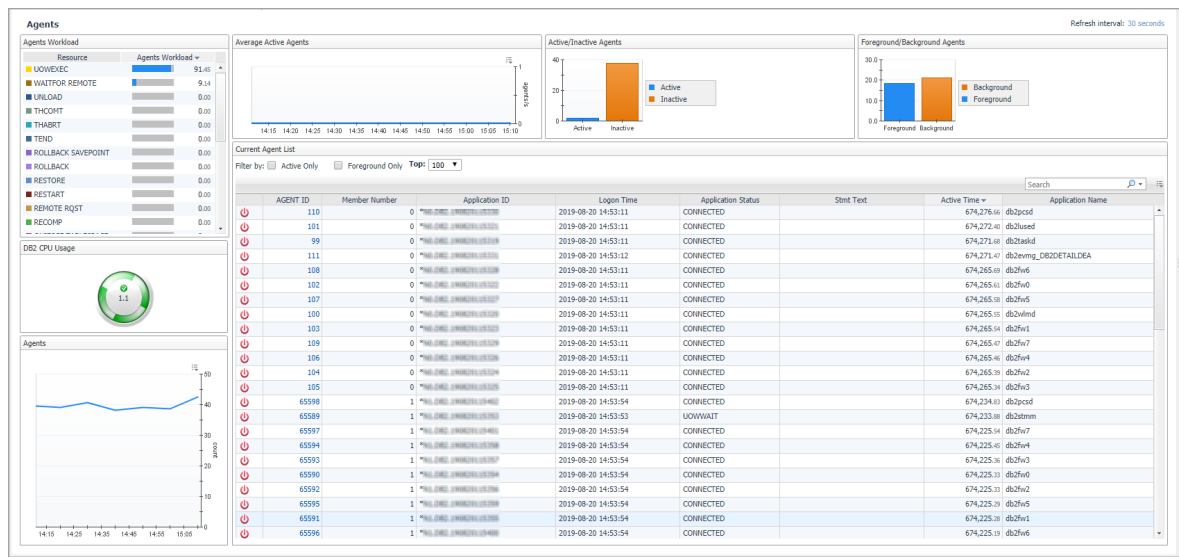 Agents
Refresh interval: 30 seconds
Agents Workload
Resource Agents Workload
UOWEXEC 91.45
WAITFOR REMOTE 9.14
UNLOAD 0.00
THCOMT 0.00
THABRT 0.00
TEND 0.00
ROLLBACK SAVEPOINT 0.00
ROLLBACK 0.00
RESTORE 0.00
RESTART 0.00
REMOTE RQST 0.00
RECOMP 0.00
Average Active Agents
1
agents/s
14:15 14:20 14:25 14:30 14:35 14:40 14:45 14:50 14:55 15:00 15:05 15:10
Active/Inactive Agents
40
20
0
Active Inactive
Active
Inactive
Foreground/Background Agents
30.0
20.0
10.0
0.0
Foreground Background
Background
Foreground
DB2 CPU Usage
1.1
Agents
50
40
30
20
10
0
count
14:15 14:25 14:35 14:45 14:55 15:05
Current Agent List
Filter by: Active Only Foreground Only Top: 100
Search
AGENT ID Member Number Application ID Logon Time Application Status Stmt Text Active Time Application Name
110 0 2019-08-20 14:53:11 CONNECTED 674,276.66 db2pcsd
101 0 2019-08-20 14:53:11 CONNECTED 674,272.40 db2lused
99 0 2019-08-20 14:53:11 CONNECTED 674,271.68 db2taskd
111 0 2019-08-20 14:53:12 CONNECTED 674,271.47 db2evmg_DB2DETAILDEA
108 0 2019-08-20 14:53:11 CONNECTED 674,265.69 db2fw6
102 0 2019-08-20 14:53:11 CONNECTED 674,265.61 db2fw0
107 0 2019-08-20 14:53:11 CONNECTED 674,265.58 db2fw5
100 0 2019-08-20 14:53:11 CONNECTED 674,265.55 db2wlmd
103 0 2019-08-20 14:53:11 CONNECTED 674,265.54 db2fw1
109 0 2019-08-20 14:53:11 CONNECTED 674,265.47 db2fw7
106 0 2019-08-20 14:53:11 CONNECTED 674,265.46 db2fw4
104 0 2019-08-20 14:53:11 CONNECTED 674,265.39 db2fw2
105 0 2019-08-20 14:53:11 CONNECTED 674,265.34 db2fw3
65598 1 2019-08-20 14:53:54 CONNECTED 674,234.83 db2pcsd
65589 1 2019-08-20 14:53:53 UOWWAIT 674,233.88 db2stmm
65597 1 2019-08-20 14:53:54 CONNECTED 674,225.54 db2fw7
65594 1 2019-08-20 14:53:54 CONNECTED 674,225.45 db2fw4
65593 1 2019-08-20 14:53:54 CONNECTED 674,225.36 db2fw3
65590 1 2019-08-20 14:53:54 CONNECTED 674,225.33 db2fw0
65592 1 2019-08-20 14:53:54 CONNECTED 674,225.33 db2fw2
65595 1 2019-08-20 14:53:54 CONNECTED 674,225.29 db2fw5
65591 1 2019-08-20 14:53:54 CONNECTED 674,225.28 db2fw1
65596 1 2019-08-20 14:53:54 CONNECTED 674,225.19 db2fw6